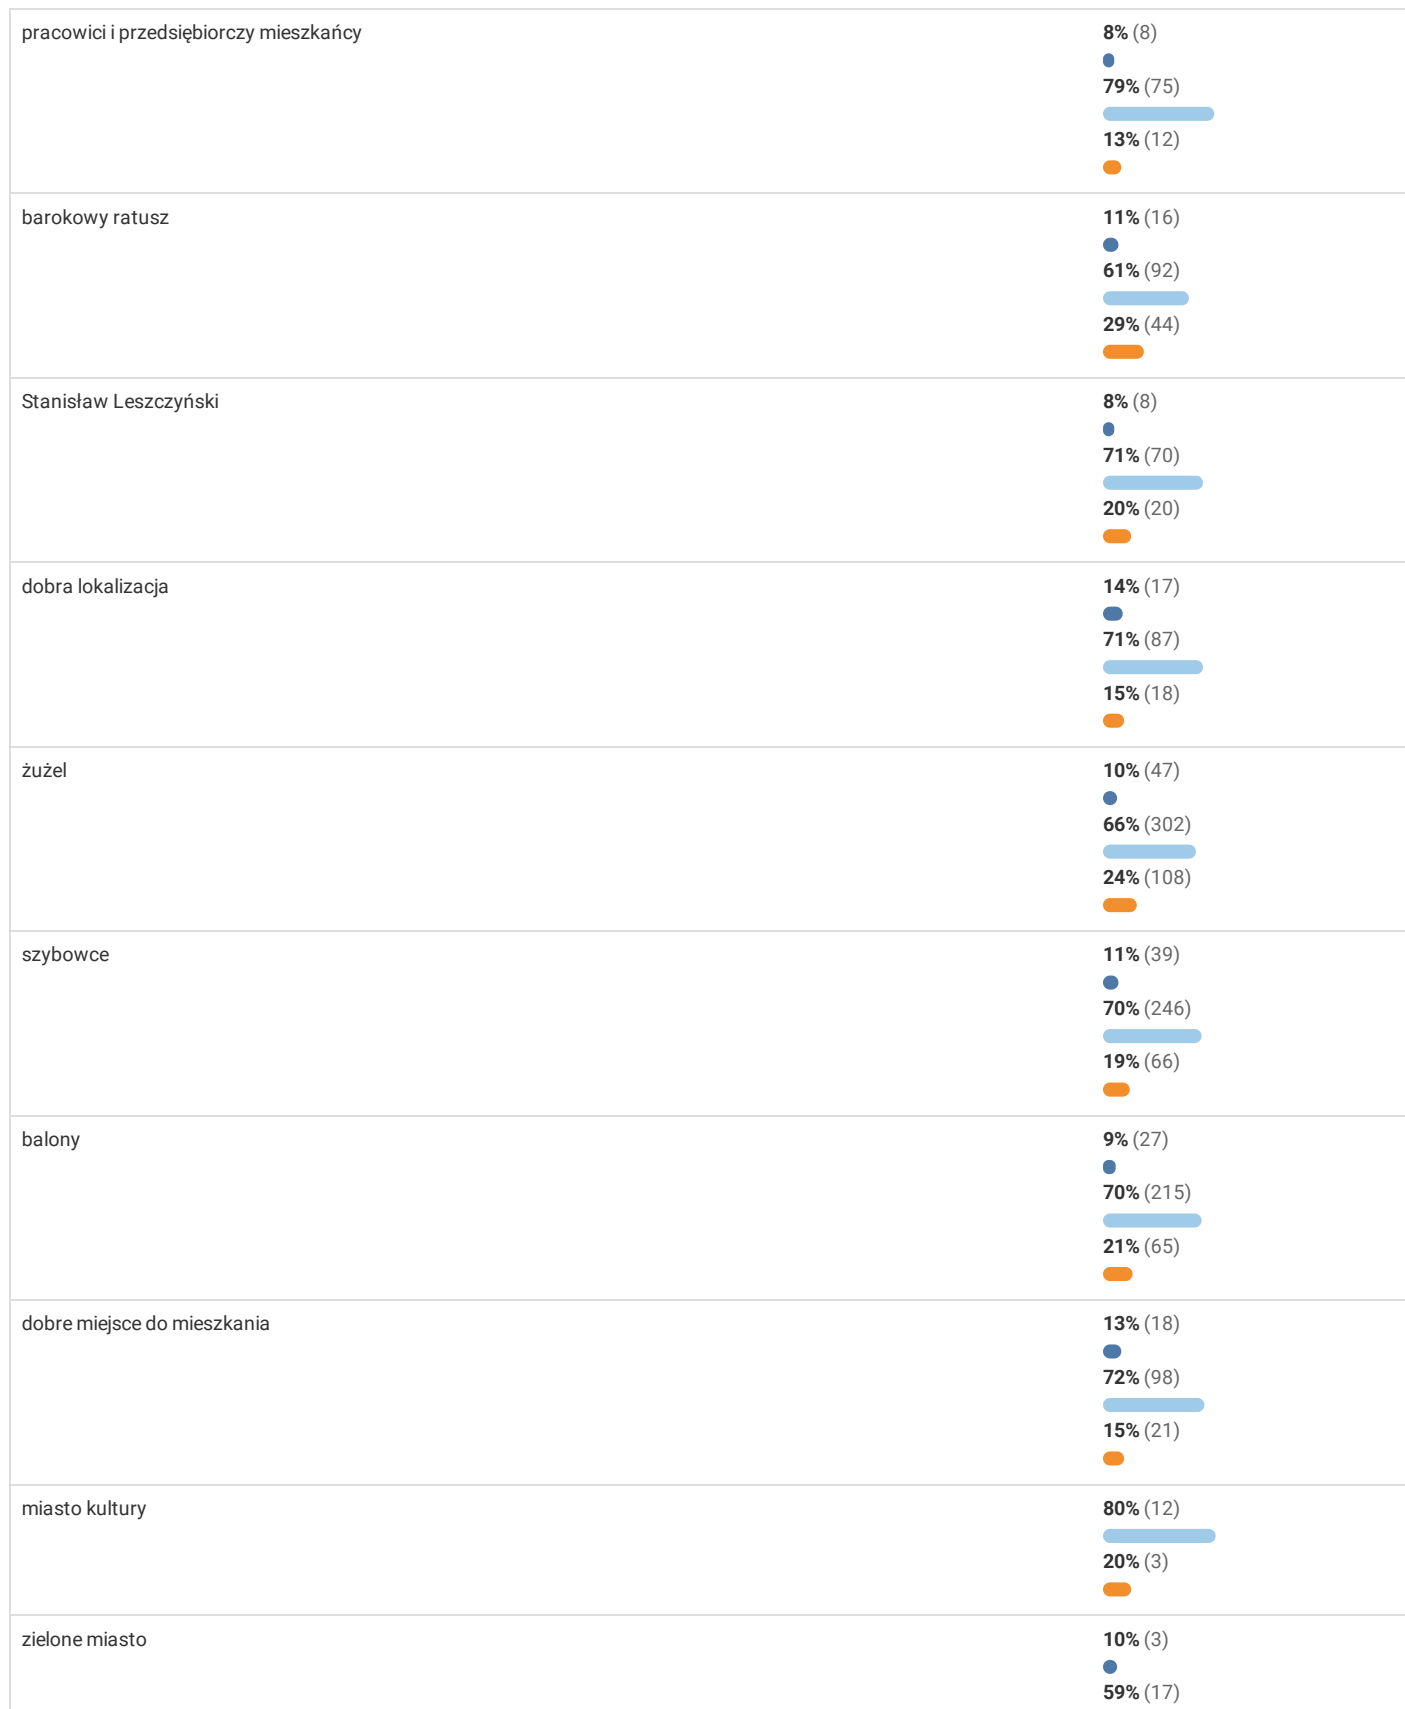 pracowici i przedsiębiorczy mieszkańcy
8% (8)
79% (75)
13% (12)
barokowy ratusz
11% (16)
61% (92)
29% (44)
Stanisław Leszczyński
8% (8)
71% (70)
20% (20)
dobra lokalizacja
14% (17)
71% (87)
15% (18)
żużel
10% (47)
66% (302)
24% (108)
szybowce
11% (39)
70% (246)
19% (66)
balony
9% (27)
70% (215)
21% (65)
dobre miejsce do mieszkania
13% (18)
72% (98)
15% (21)
miasto kultury
80% (12)
20% (3)
zielone miasto
10% (3)
59% (17)